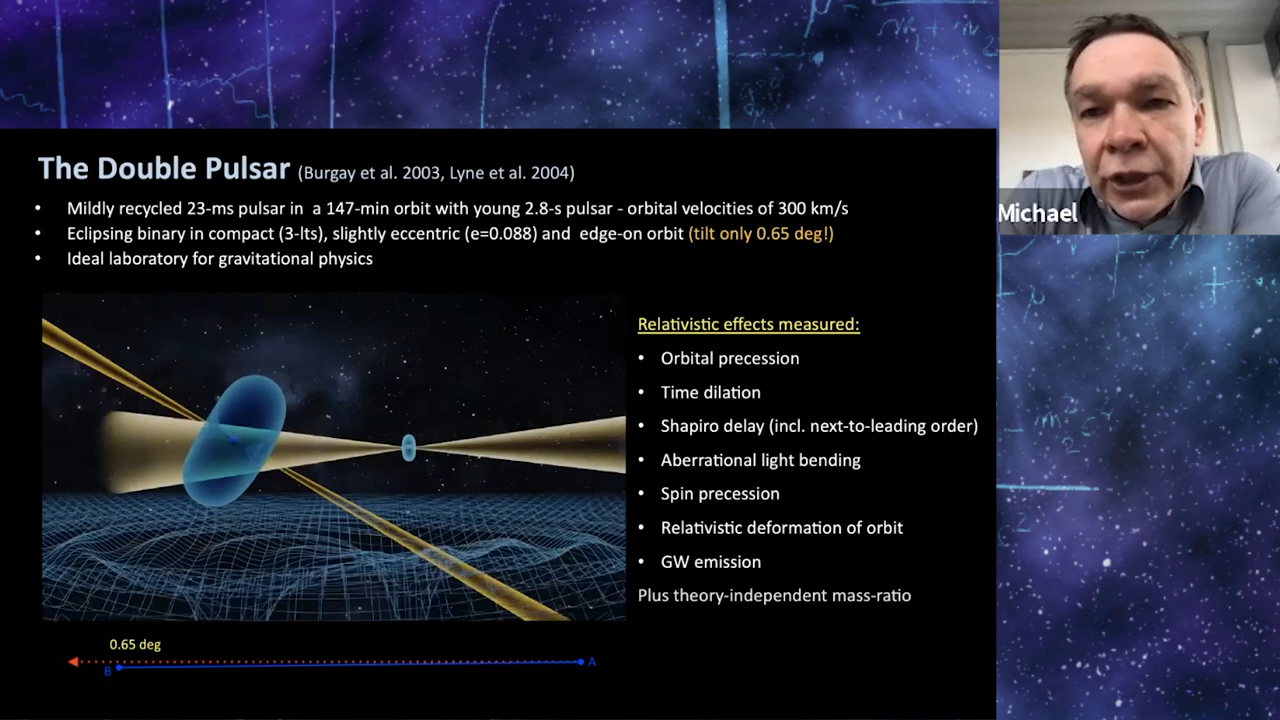 The Double Pulsar (Burgay et al. 2003, Lyne et al. 2004)
• Mildly recycled 23-ms pulsar in a 147-min orbit with young 2.8-s pulsar - orbital velocities of 300 km/s
• Eclipsing binary in compact (3-lts), slightly eccentric (e=0.088) and edge-on orbit (tilt only 0.65 deg!)
• Ideal laboratory for gravitational physics
Relativistic effects measured:
• Orbital precession
• Time dilation
• Shapiro delay (incl. next-to-leading order)
• Aberrational light bending
• Spin precession
• Relativistic deformation of orbit
• GW emission
Plus theory-independent mass-ratio
0.65 deg
B
A
Michael